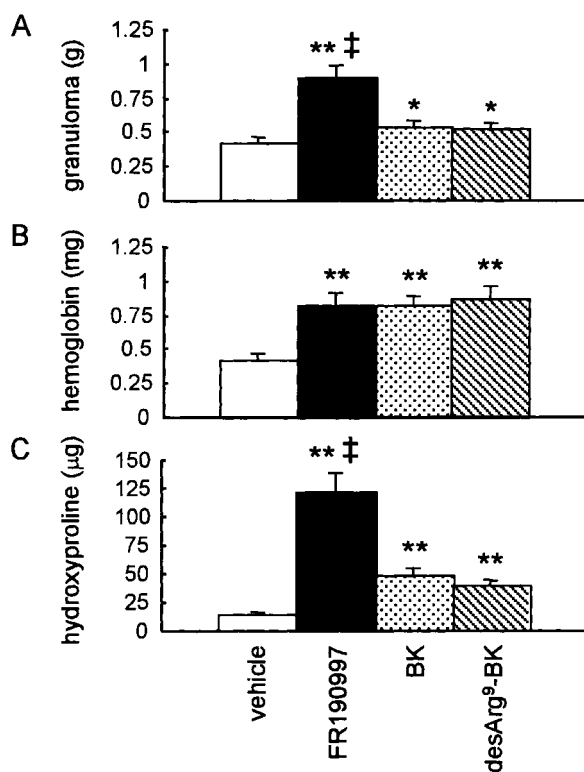 A
granuloma (g)
1.25
1
0.75
0.5
0.25
0
** ‡
*
*
B
hemoglobin (mg)
1.25
1
0.75
0.5
0.25
0
**
**
**
C
hydroxyproline (μg)
150
125
100
75
50
25
0
** ‡
**
**
vehicle
FR190997
BK
desArg⁹-BK